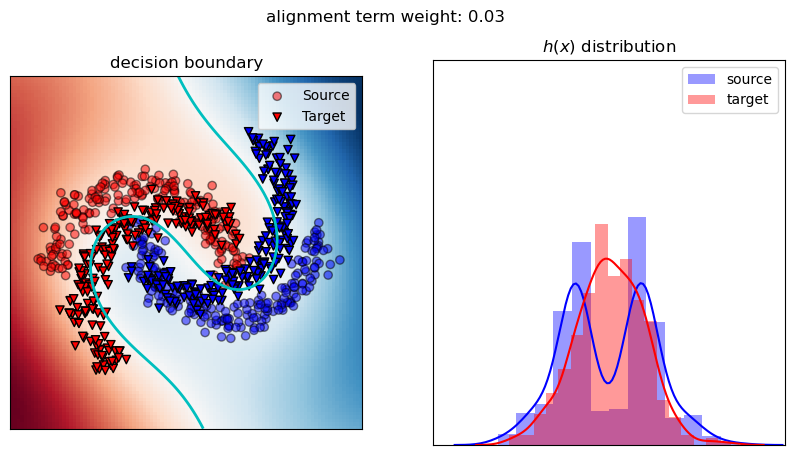 alignment term weight: 0.03
decision boundary
Source
Target
h(x) distribution
source
target